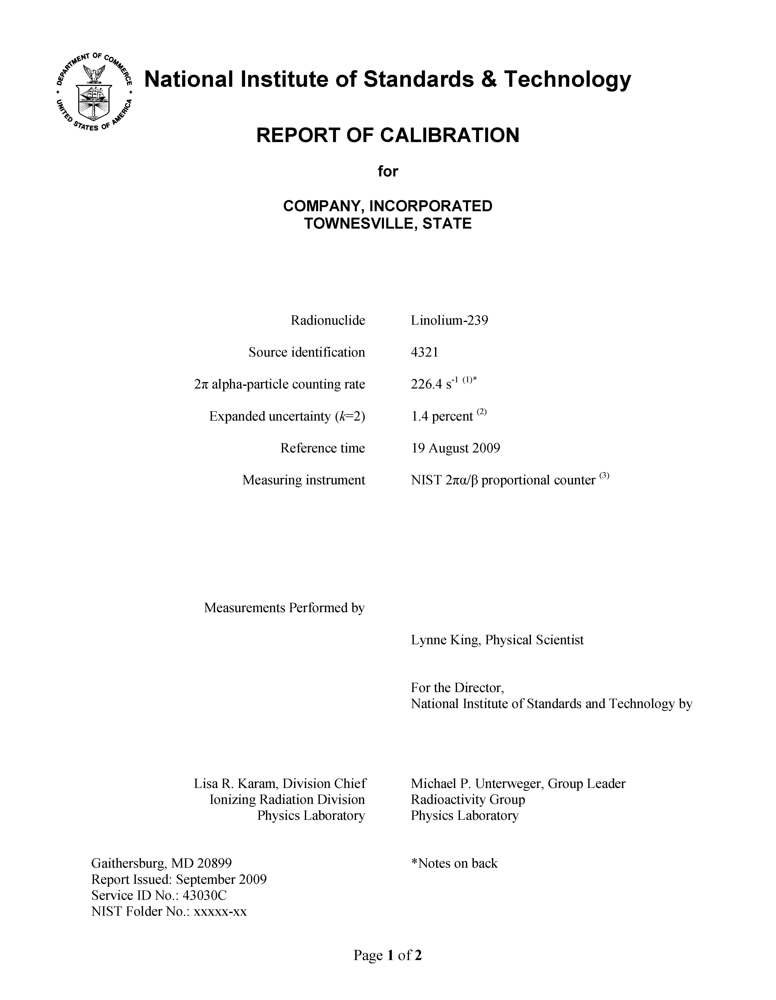 DEPARTMENT OF COMMERCE
* UNITED STATES OF AMERICA *
National Institute of Standards & Technology
REPORT OF CALIBRATION
for
COMPANY, INCORPORATED
TOWNESVILLE, STATE
Radionuclide Linolium-239
Source identification 4321
2π alpha-particle counting rate 226.4 s⁻¹ ⁽¹⁾*
Expanded uncertainty (k=2) 1.4 percent ⁽²⁾
Reference time 19 August 2009
Measuring instrument NIST 2πα/β proportional counter ⁽³⁾
Measurements Performed by
Lynne King, Physical Scientist
For the Director,
National Institute of Standards and Technology by
Lisa R. Karam, Division Chief
Ionizing Radiation Division
Physics Laboratory
Michael P. Unterweger, Group Leader
Radioactivity Group
Physics Laboratory
Gaithersburg, MD 20899
Report Issued: September 2009
Service ID No.: 43030C
NIST Folder No.: xxxxx-xx
*Notes on back
Page 1 of 2